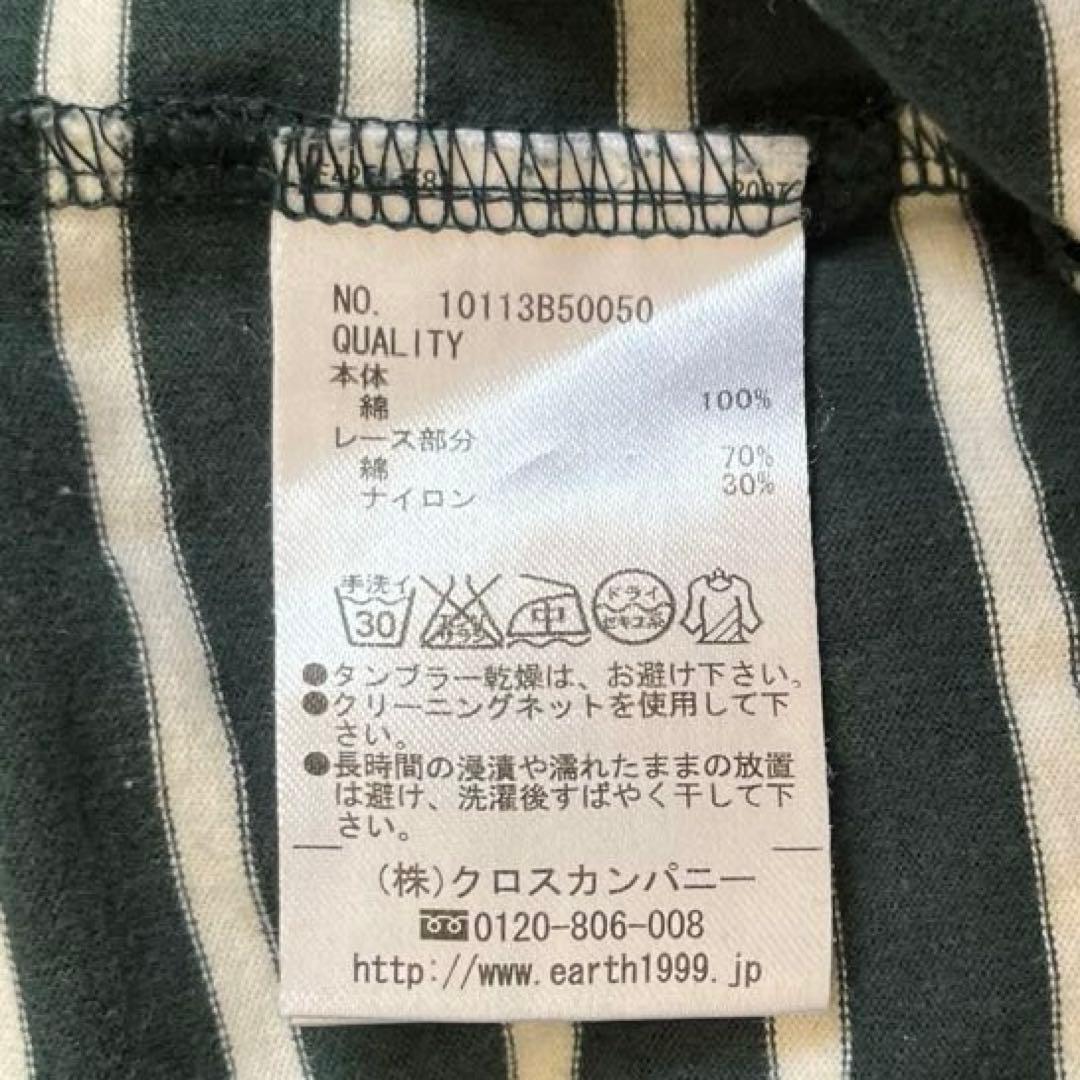 NO. 10113B50050
QUALITY
本体
綿 100%
レース部分
綿 70%
ナイロン 30%
手洗イ
30
中
ドライ
セキユ系
●タンブラー乾燥は、お避け下さい。
●クリーニングネットを使用して下
さい。
●長時間の浸漬や濡れたままの放置
は避け、洗濯後すばやく干して下
さい。
(株)クロスカンパニー
0120-806-008
http://www.earth1999.jp